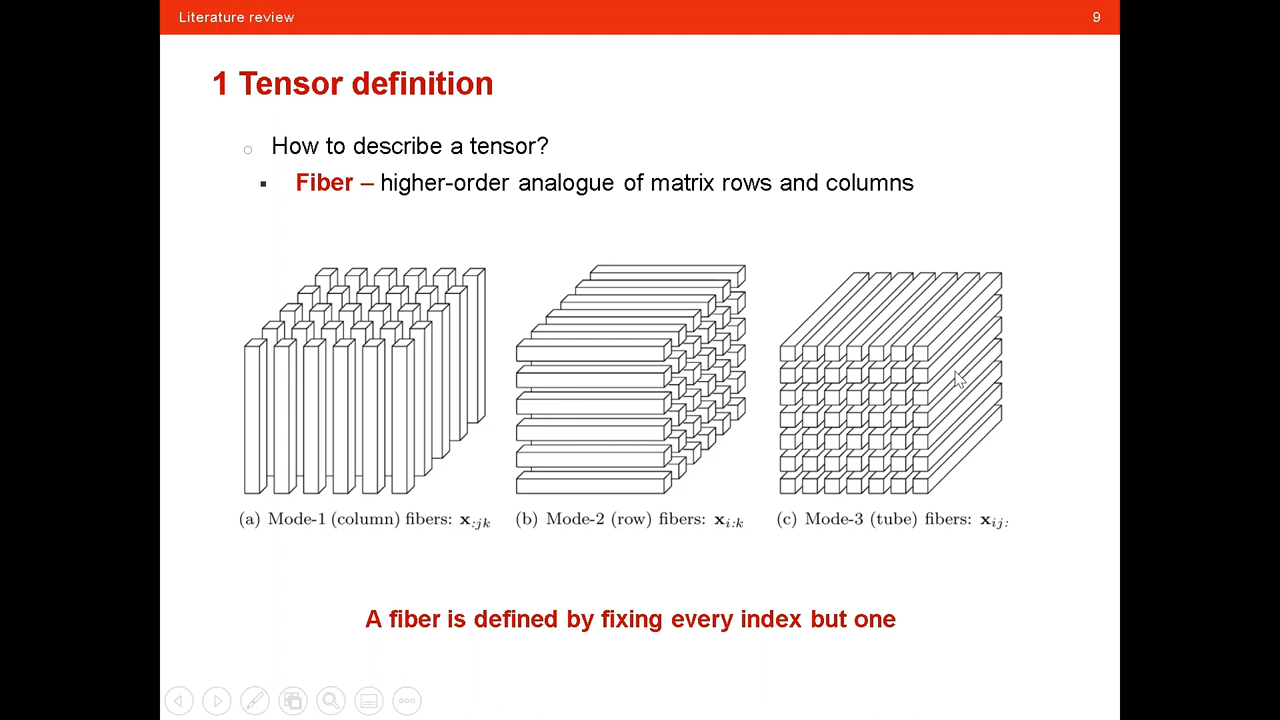 Literature review
9
1 Tensor definition
How to describe a tensor?
Fiber – higher-order analogue of matrix rows and columns
(a) Mode-1 (column) fibers: x:jk
(b) Mode-2 (row) fibers: xi:k
(c) Mode-3 (tube) fibers: xij:
A fiber is defined by fixing every index but one